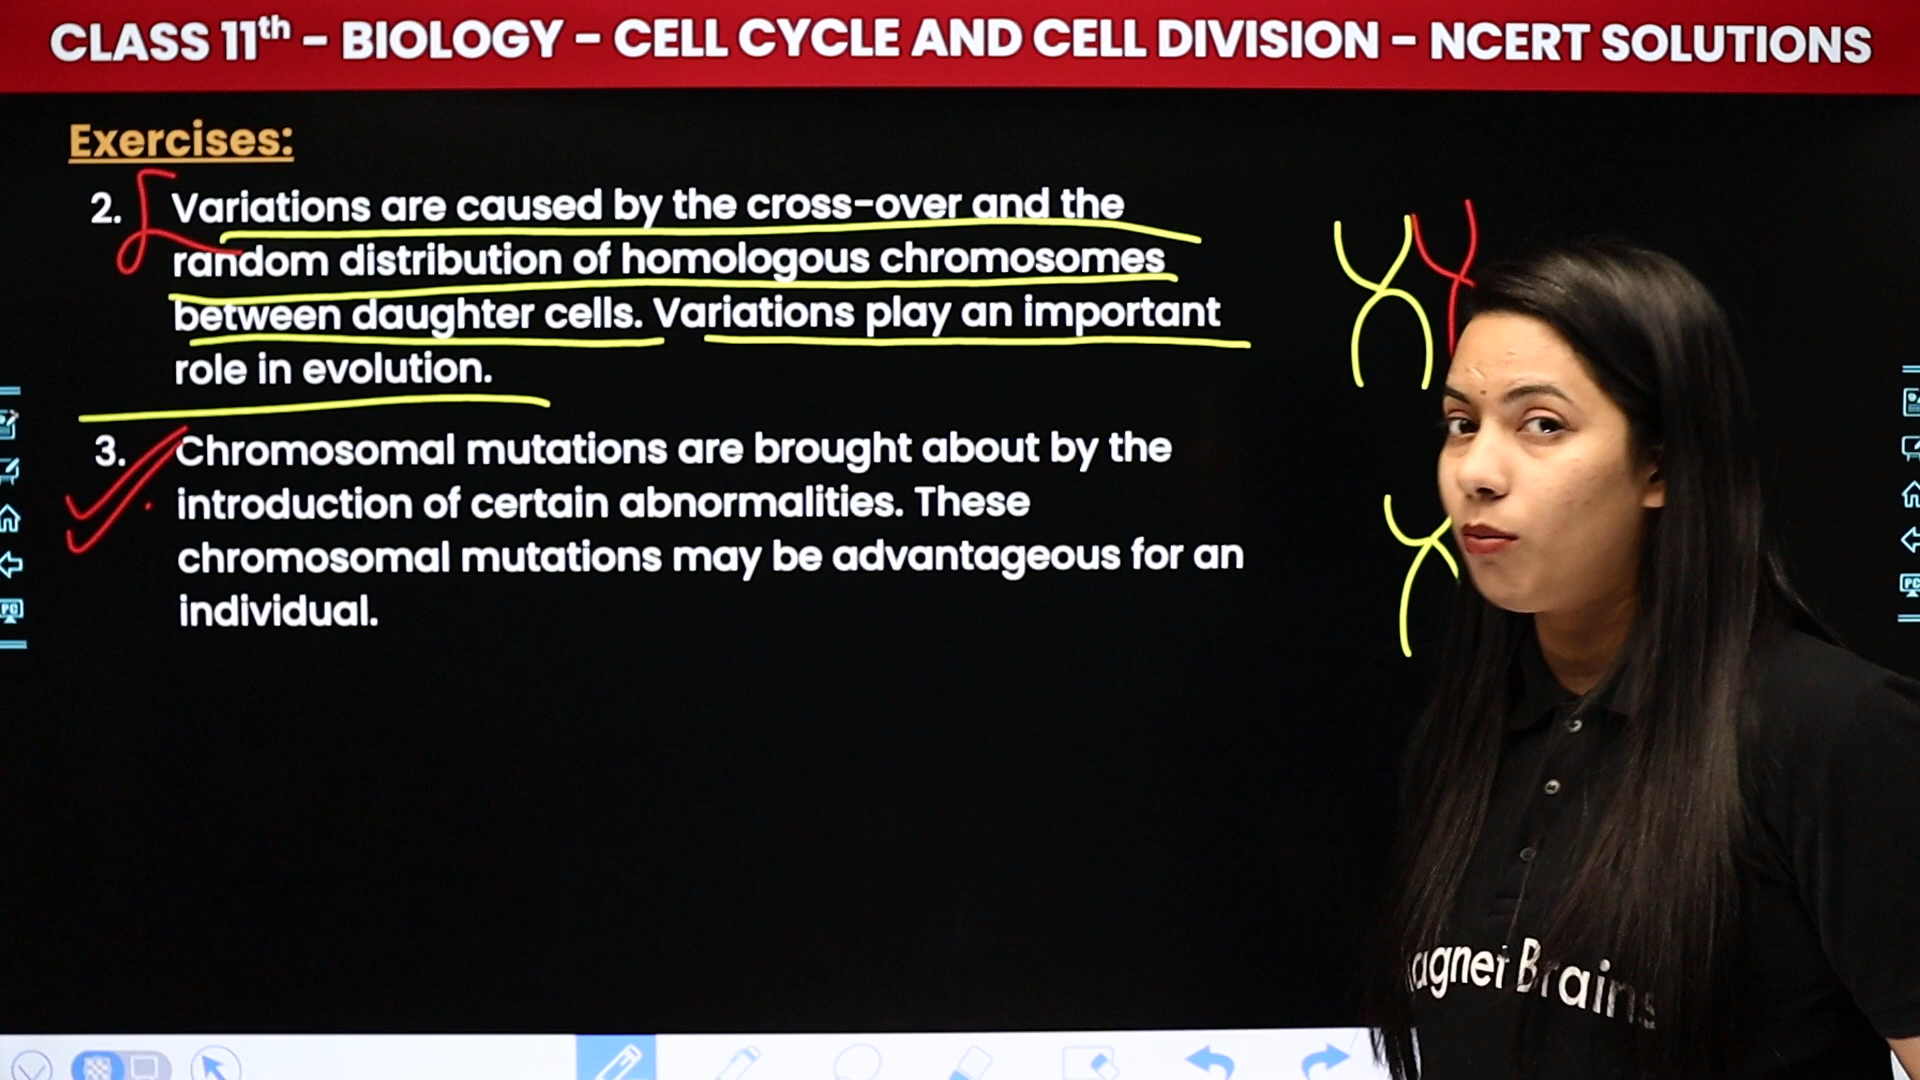 CLASS 11th - BIOLOGY - CELL CYCLE AND CELL DIVISION - NCERT SOLUTIONS
Exercises:
2. Variations are caused by the cross-over and the
random distribution of homologous chromosomes
between daughter cells. Variations play an important
role in evolution.
3. Chromosomal mutations are brought about by the
introduction of certain abnormalities. These
chromosomal mutations may be advantageous for an
individual.
PC
PC
agnet Brains